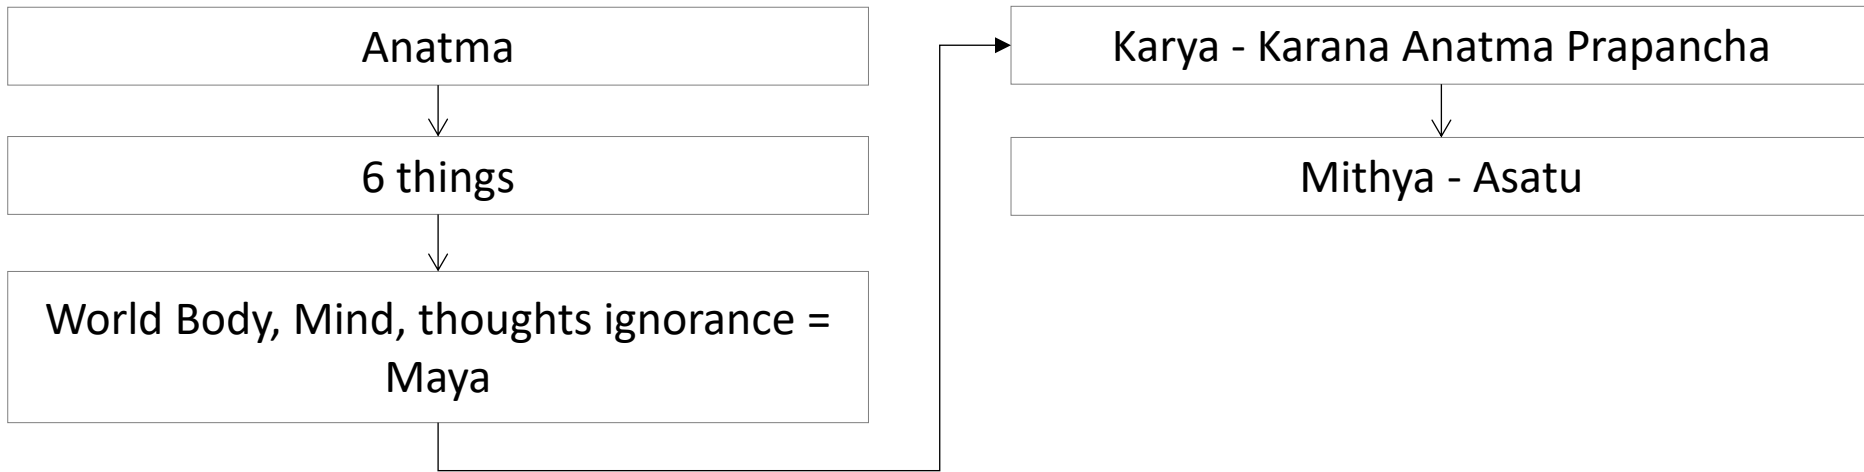 Anatma
6 things
World Body, Mind, thoughts ignorance =
Maya
Karya - Karana Anatma Prapancha
Mithya - Asatu